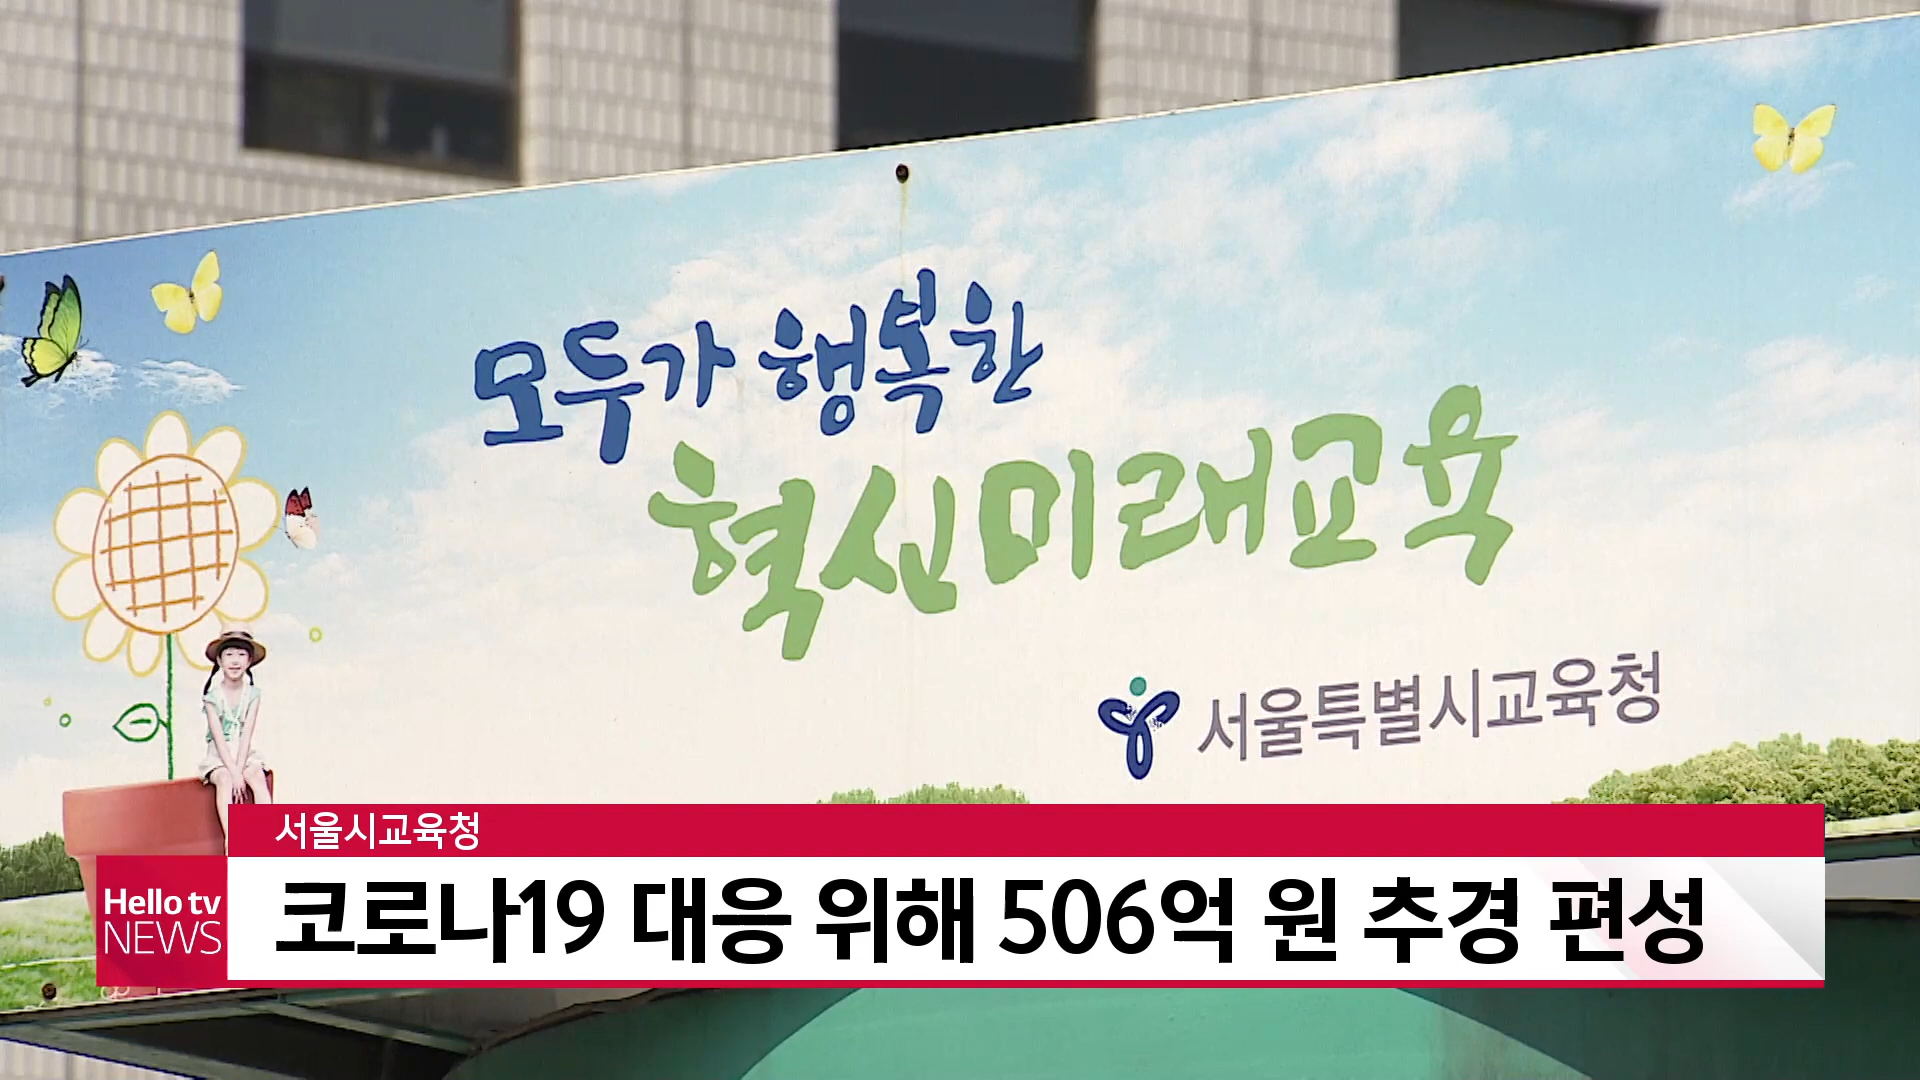 모두가 행복한
혁신미래교육
서울특별시교육청
서울시교육청
Hello tv
NEWS
코로나19 대응 위해 506억 원 추경 편성